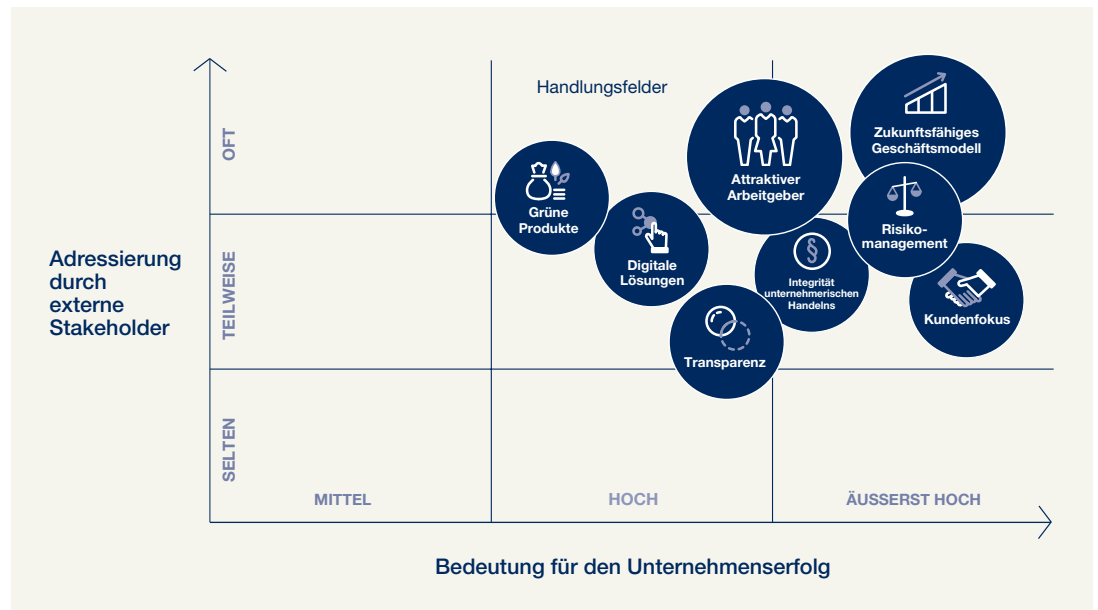 Handlungsfelder
OFT
TEILWEISE
SELTEN
Adressierung
durch
externe
Stakeholder
Grüne
Produkte
Digitale
Lösungen
Attraktiver
Arbeitgeber
Zukunftsfähiges
Geschäftsmodell
Risiko-
management
§
Integrität
unternehmerischen
Handelns
Kundenfokus
Transparenz
MITTEL
HOCH
ÄUSSERST HOCH
Bedeutung für den Unternehmenserfolg